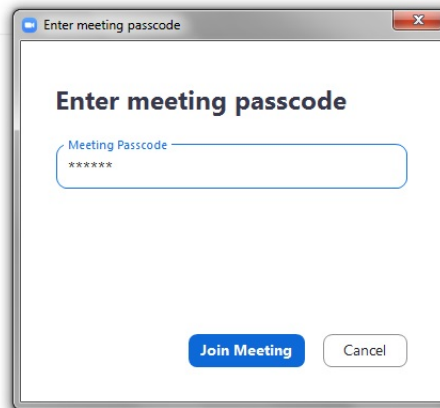 Enter meeting passcode
Enter meeting passcode
Meeting Passcode
******
Join Meeting
Cancel